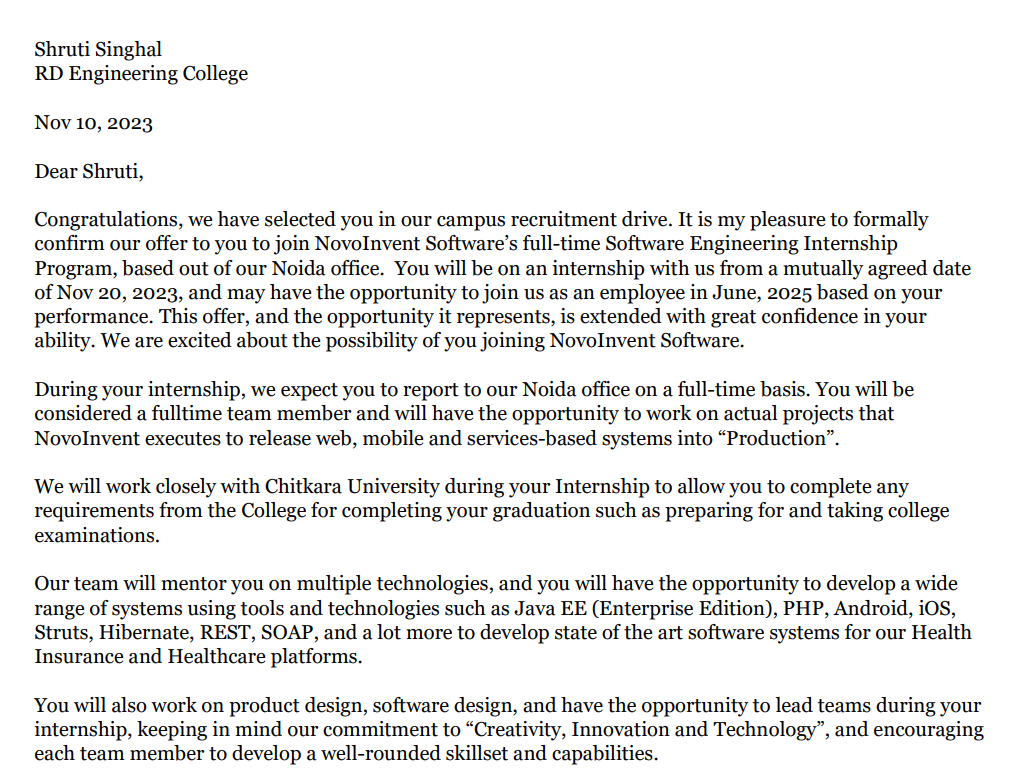 Shruti Singhal
RD Engineering College
Nov 10, 2023
Dear Shruti,
Congratulations, we have selected you in our campus recruitment drive. It is my pleasure to formally
confirm our offer to you to join NovoInvent Software’s full-time Software Engineering Internship
Program, based out of our Noida office.  You will be on an internship with us from a mutually agreed date
of Nov 20, 2023, and may have the opportunity to join us as an employee in June, 2025 based on your
performance. This offer, and the opportunity it represents, is extended with great confidence in your
ability. We are excited about the possibility of you joining NovoInvent Software.
During your internship, we expect you to report to our Noida office on a full-time basis. You will be
considered a fulltime team member and will have the opportunity to work on actual projects that
NovoInvent executes to release web, mobile and services-based systems into “Production”.
We will work closely with Chitkara University during your Internship to allow you to complete any
requirements from the College for completing your graduation such as preparing for and taking college
examinations.
Our team will mentor you on multiple technologies, and you will have the opportunity to develop a wide
range of systems using tools and technologies such as Java EE (Enterprise Edition), PHP, Android, iOS,
Struts, Hibernate, REST, SOAP, and a lot more to develop state of the art software systems for our Health
Insurance and Healthcare platforms.
You will also work on product design, software design, and have the opportunity to lead teams during your
internship, keeping in mind our commitment to “Creativity, Innovation and Technology”, and encouraging
each team member to develop a well-rounded skillset and capabilities.